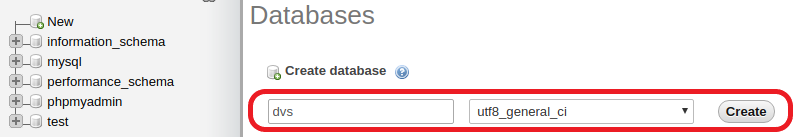 New
information_schema
mysql
performance_schema
phpmyadmin
test
Databases
Create database
dvs utf8_general_ci Create